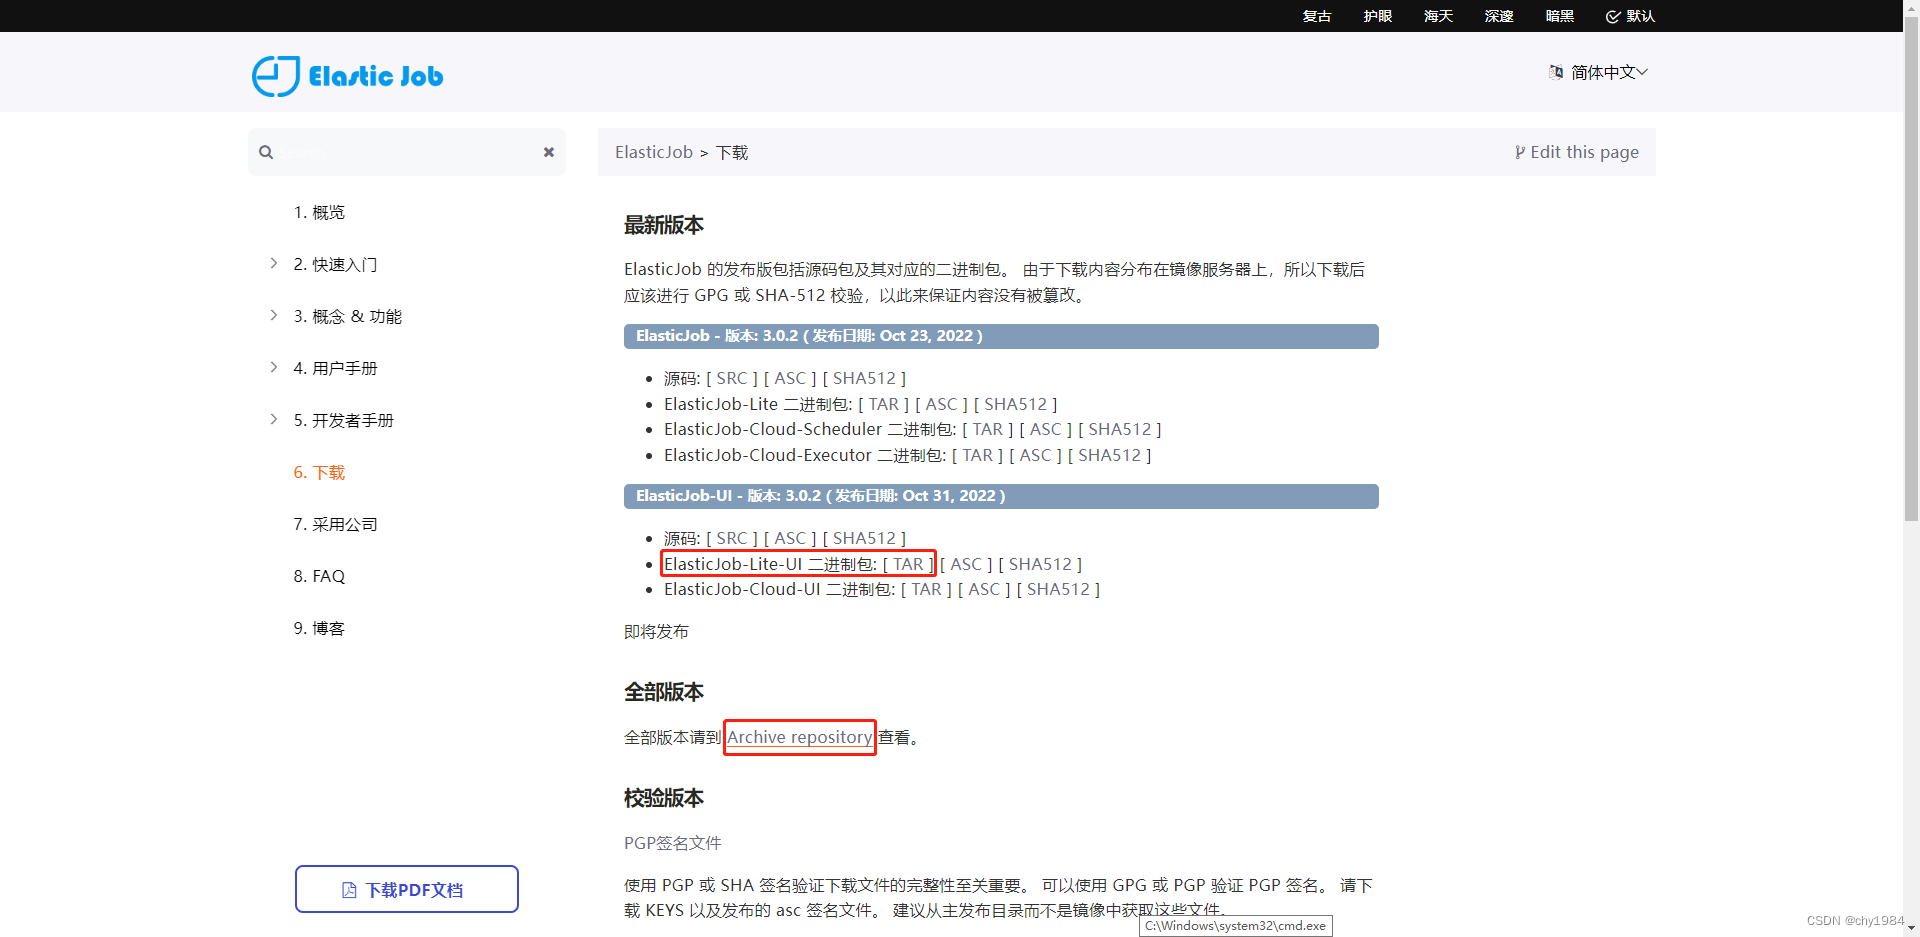 复古 护眼 海天 深邃 暗黑 默认
Elastic Job
简体中文
ElasticJob > 下载
Edit this page
1. 概览
2. 快速入门
3. 概念 & 功能
4. 用户手册
5. 开发者手册
6. 下载
7. 采用公司
8. FAQ
9. 博客
下载PDF文档
最新版本
ElasticJob 的发布版包括源码包及其对应的二进制包。 由于下载内容分布在镜像服务器上，所以下载后
应该进行 GPG 或 SHA-512 校验，以此来保证内容没有被篡改。
ElasticJob - 版本: 3.0.2 ( 发布日期: Oct 23, 2022 )
源码: [ SRC ] [ ASC ] [ SHA512 ]
ElasticJob-Lite 二进制包: [ TAR ] [ ASC ] [ SHA512 ]
ElasticJob-Cloud-Scheduler 二进制包: [ TAR ] [ ASC ] [ SHA512 ]
ElasticJob-Cloud-Executor 二进制包: [ TAR ] [ ASC ] [ SHA512 ]
ElasticJob-UI - 版本: 3.0.2 ( 发布日期: Oct 31, 2022 )
源码: [ SRC ] [ ASC ] [ SHA512 ]
ElasticJob-Lite-UI 二进制包: [ TAR ] [ ASC ] [ SHA512 ]
ElasticJob-Cloud-UI 二进制包: [ TAR ] [ ASC ] [ SHA512 ]
即将发布
全部版本
全部版本请到 Archive repository 查看。
校验版本
PGP签名文件
使用 PGP 或 SHA 签名验证下载文件的完整性至关重要。 可以使用 GPG 或 PGP 验证 PGP 签名。 请下
载 KEYS 以及发布的 asc 签名文件。 建议从主发布目录而不是镜像中获取这些文件。
C:\Windows\system32\cmd.exe
CSDN @chy1984